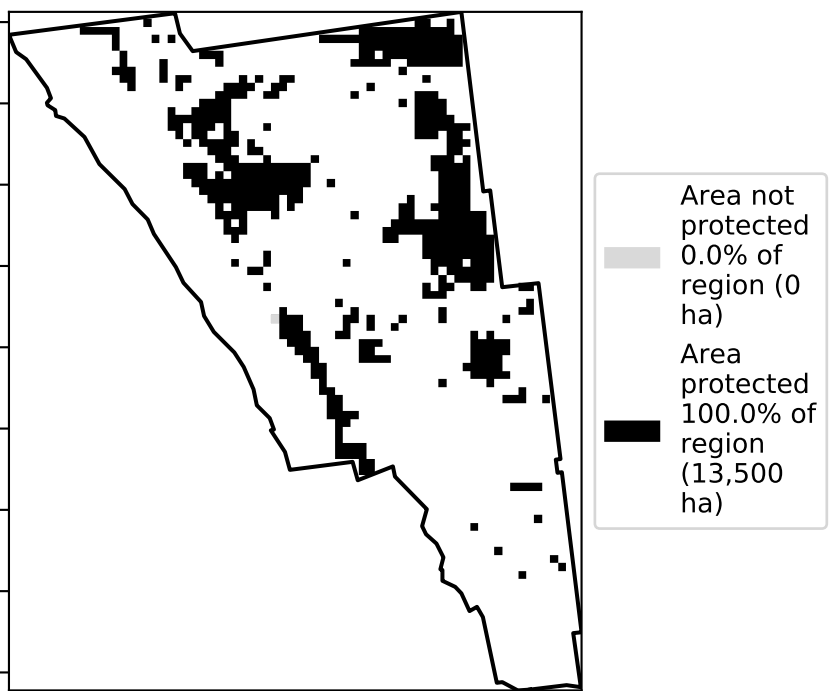 Area not
protected
0.0% of
region (0
ha)
Area
protected
100.0% of
region
(13,500
ha)